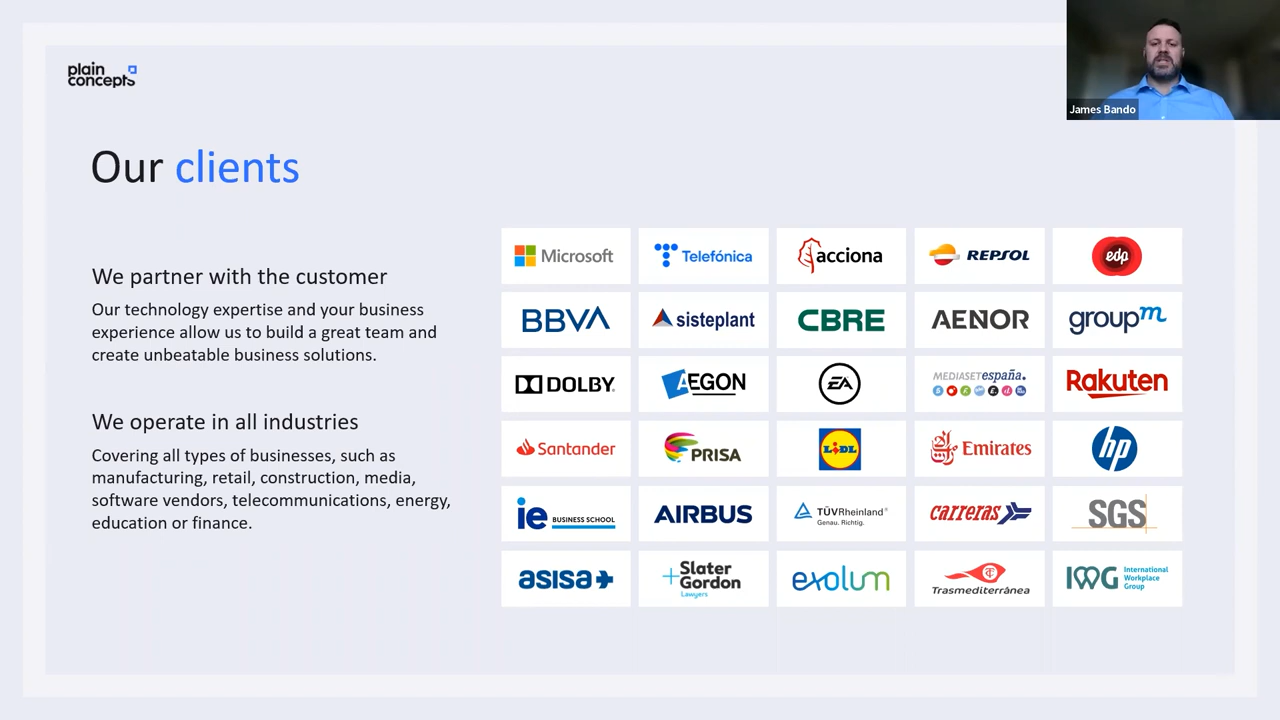 plain
concepts
James Bando
Our clients
We partner with the customer
Our technology expertise and your business
experience allow us to build a great team and
create unbeatable business solutions.
We operate in all industries
Covering all types of businesses, such as
manufacturing, retail, construction, media,
software vendors, telecommunications, energy,
education or finance.
Microsoft
Telefónica
acciona
REPSOL
edp
BBVA
sisteplant
CBRE
AENOR
groupm
DOLBY
AEGON
EA
MEDIASETespaña.
Rakuten
Santander
PRISA
LIDL
Emirates
hp
ie BUSINESS SCHOOL
AIRBUS
TÜVRheinland®
Genau. Richtig.
carreras
SGS
asisa
Slater
Gordon
Lawyers
exolum
Trasmediterránea
IWG International
Workplace
Group